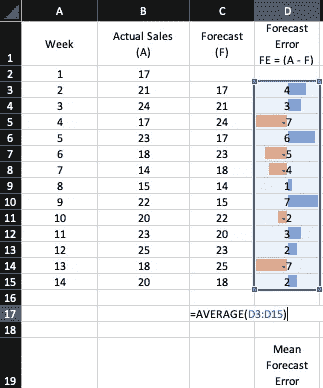 A B C D
1 Week Actual Sales (A) Forecast (F) Forecast Error FE = (A - F)
2 1 17
3 2 21 17 4
4 3 24 21 3
5 4 17 24 -7
6 5 23 17 6
7 6 18 23 -5
8 7 14 18 -4
9 8 15 14 1
10 9 22 15 7
11 10 20 22 -2
12 11 23 20 3
13 12 25 23 2
14 13 18 25 -7
15 14 20 18 2
16
17 =AVERAGE(D3:D15)
18
19 Mean Forecast Error